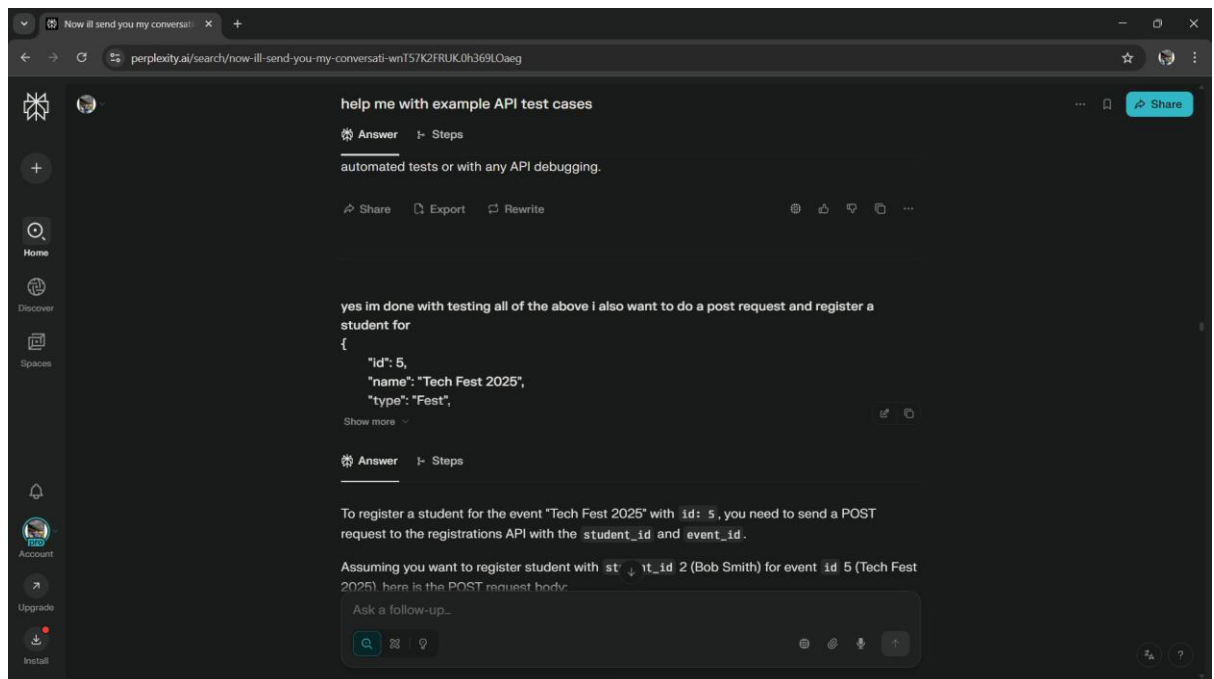 Now ill send you my conversati
perplexity.ai/search/now-ill-send-you-my-conversati-wnT57K2FRUK.0h369LOaeg
help me with example API test cases
Share
Answer Steps
automated tests or with any API debugging.
Share Export Rewrite
Home
Discover
Spaces
yes im done with testing all of the above i also want to do a post request and register a
student for
{
"id": 5,
"name": "Tech Fest 2025",
"type": "Fest",
Show more
Answer Steps
To register a student for the event "Tech Fest 2025" with id: 5, you need to send a POST
request to the registrations API with the student_id and event_id.
Assuming you want to register student with st nt_id 2 (Bob Smith) for event id 5 (Tech Fest
2025), here is the POST request body:
Ask a follow-up…
pro
Account
Upgrade
Install